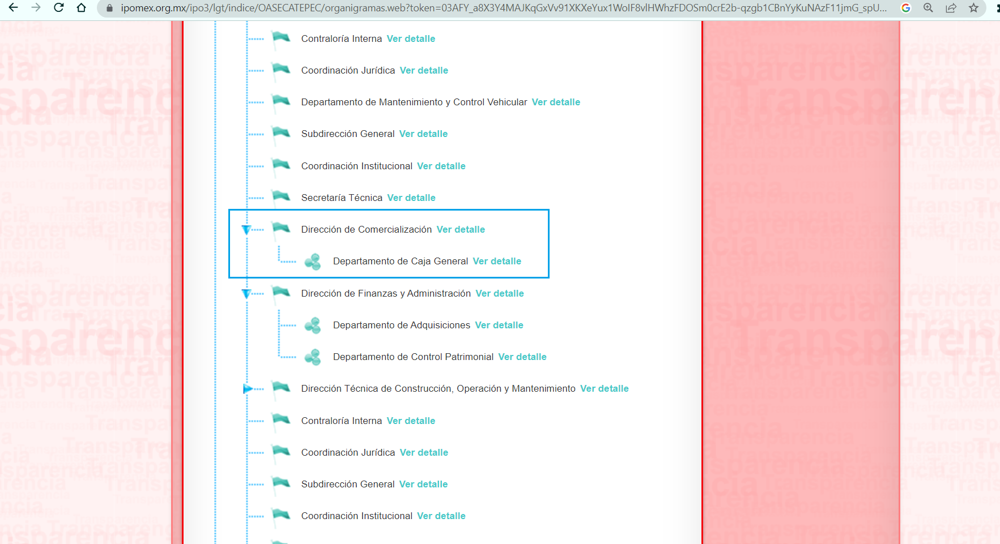 ipomex.org.mx/ipo3/lgt/indice/OASECATEPEC/organigramas.web?token=03AFY_a8X3Y4MAJKqGxVv91XKXeYux1WoIF8vlHWhzFDOSm0crE2b-qzgb1CBnYyKuNAzF11jmG_spU...
Contraloría Interna Ver detalle
Coordinación Jurídica Ver detalle
Departamento de Mantenimiento y Control Vehicular Ver detalle
Subdirección General Ver detalle
Coordinación Institucional Ver detalle
Secretaría Técnica Ver detalle
Dirección de Comercialización Ver detalle
Departamento de Caja General Ver detalle
Dirección de Finanzas y Administración Ver detalle
Departamento de Adquisiciones Ver detalle
Departamento de Control Patrimonial Ver detalle
Dirección Técnica de Construcción, Operación y Mantenimiento Ver detalle
Contraloría Interna Ver detalle
Coordinación Jurídica Ver detalle
Subdirección General Ver detalle
Coordinación Institucional Ver detalle